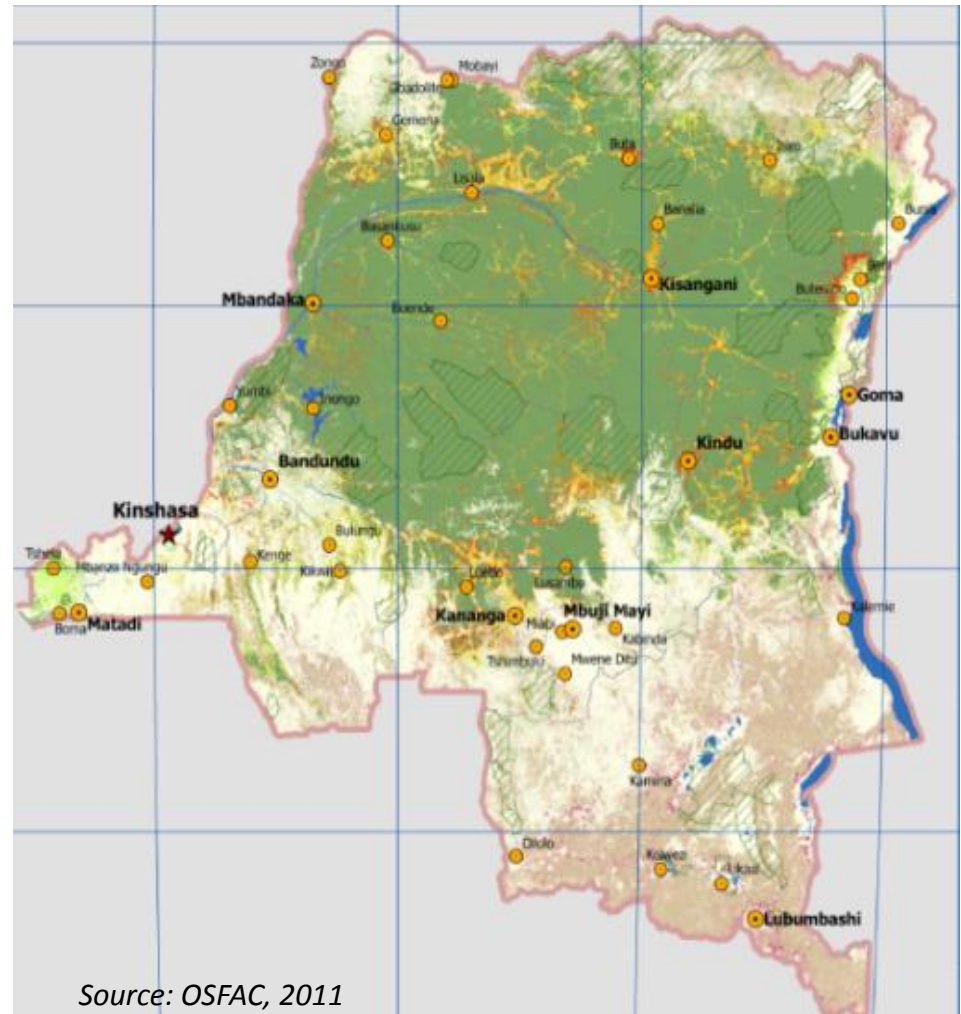 Zongo
Mobayi
Gbadolite
Gemena
Buta
Isiro
Lisala
Banalia
Bunia
Basankusu
Beni
Kisangani
Butembo
Mbandaka
Boende
Goma
Yumbi
Inongo
Bukavu
Kindu
Bandundu
Kinshasa
Bulungu
Tshela
Kenge
Mbanza Ngungu
Kikwit
Luebo
Lusambo
Kananga
Mbuji Mayi
Kalemie
Boma
Matadi
Miabi
Kabinda
Tshimbulu
Mwene Ditu
Kamina
Dilolo
Kolwezi
Likasi
Lubumbashi
Source: OSFAC, 2011